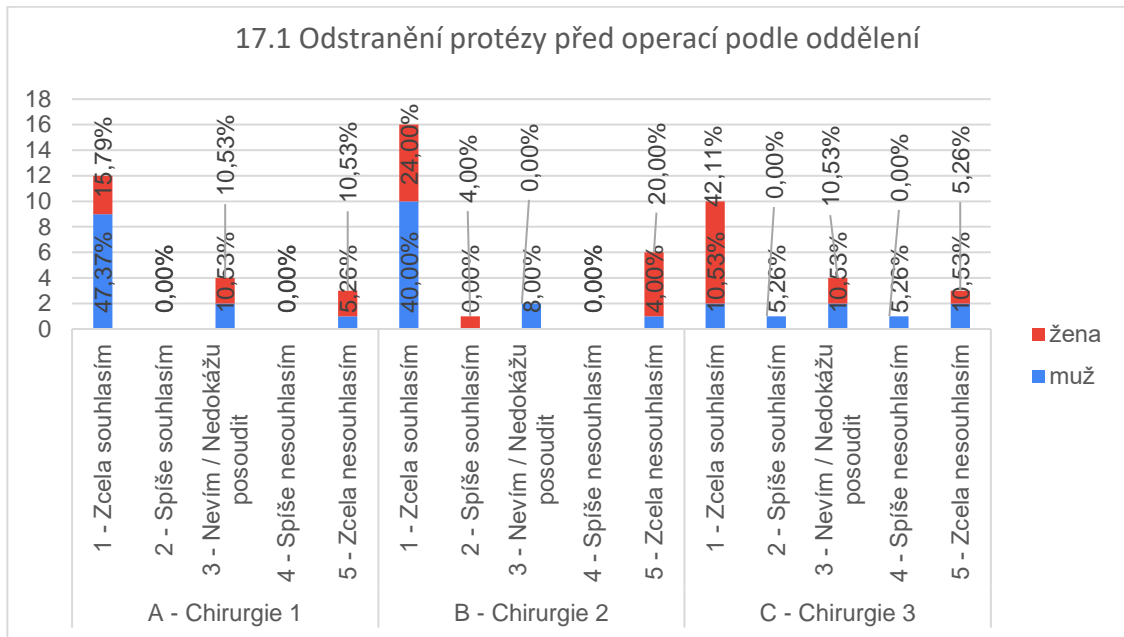 17.1 Odstranění protézy před operací podle oddělení
18
16
14
12
10
8
6
4
2
0
47,37%
15,79%
0,00%
0,00%
10,53%
10,53%
0,00%
0,00%
5,26%
10,53%
40,00%
24,00%
0,00%
4,00%
8,00%
0,00%
0,00%
0,00%
4,00%
20,00%
10,53%
42,11%
5,26%
0,00%
10,53%
10,53%
5,26%
0,00%
10,53%
5,26%
žena
muž
1 - Zcela souhlasím
2 - Spíše souhlasím
3 - Nevím / Nedokážu
posoudit
4 - Spíše nesouhlasím
5 - Zcela nesouhlasím
1 - Zcela souhlasím
2 - Spíše souhlasím
3 - Nevím / Nedokážu
posoudit
4 - Spíše nesouhlasím
5 - Zcela nesouhlasím
1 - Zcela souhlasím
2 - Spíše souhlasím
3 - Nevím / Nedokážu
posoudit
4 - Spíše nesouhlasím
5 - Zcela nesouhlasím
A - Chirurgie 1
B - Chirurgie 2
C - Chirurgie 3